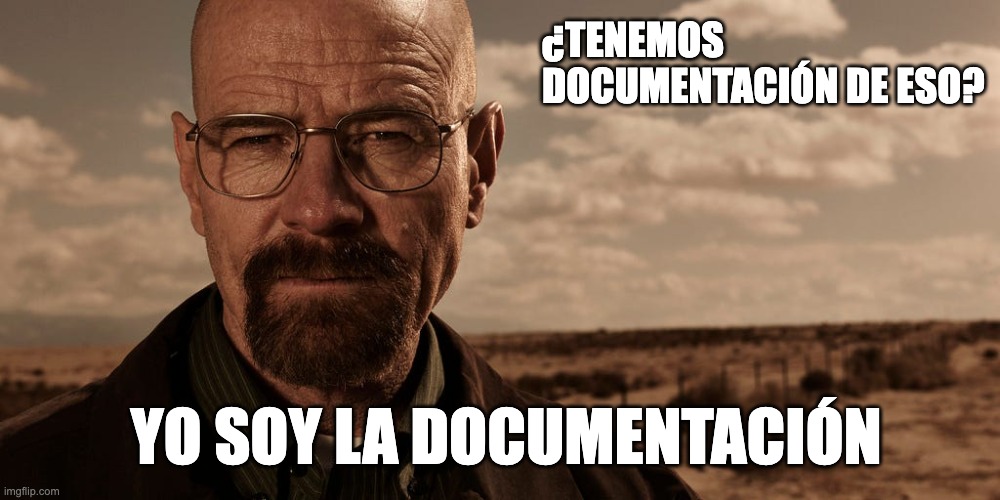 ¿TENEMOS
DOCUMENTACIÓN DE ESO?
YO SOY LA DOCUMENTACIÓN
imgflip.com